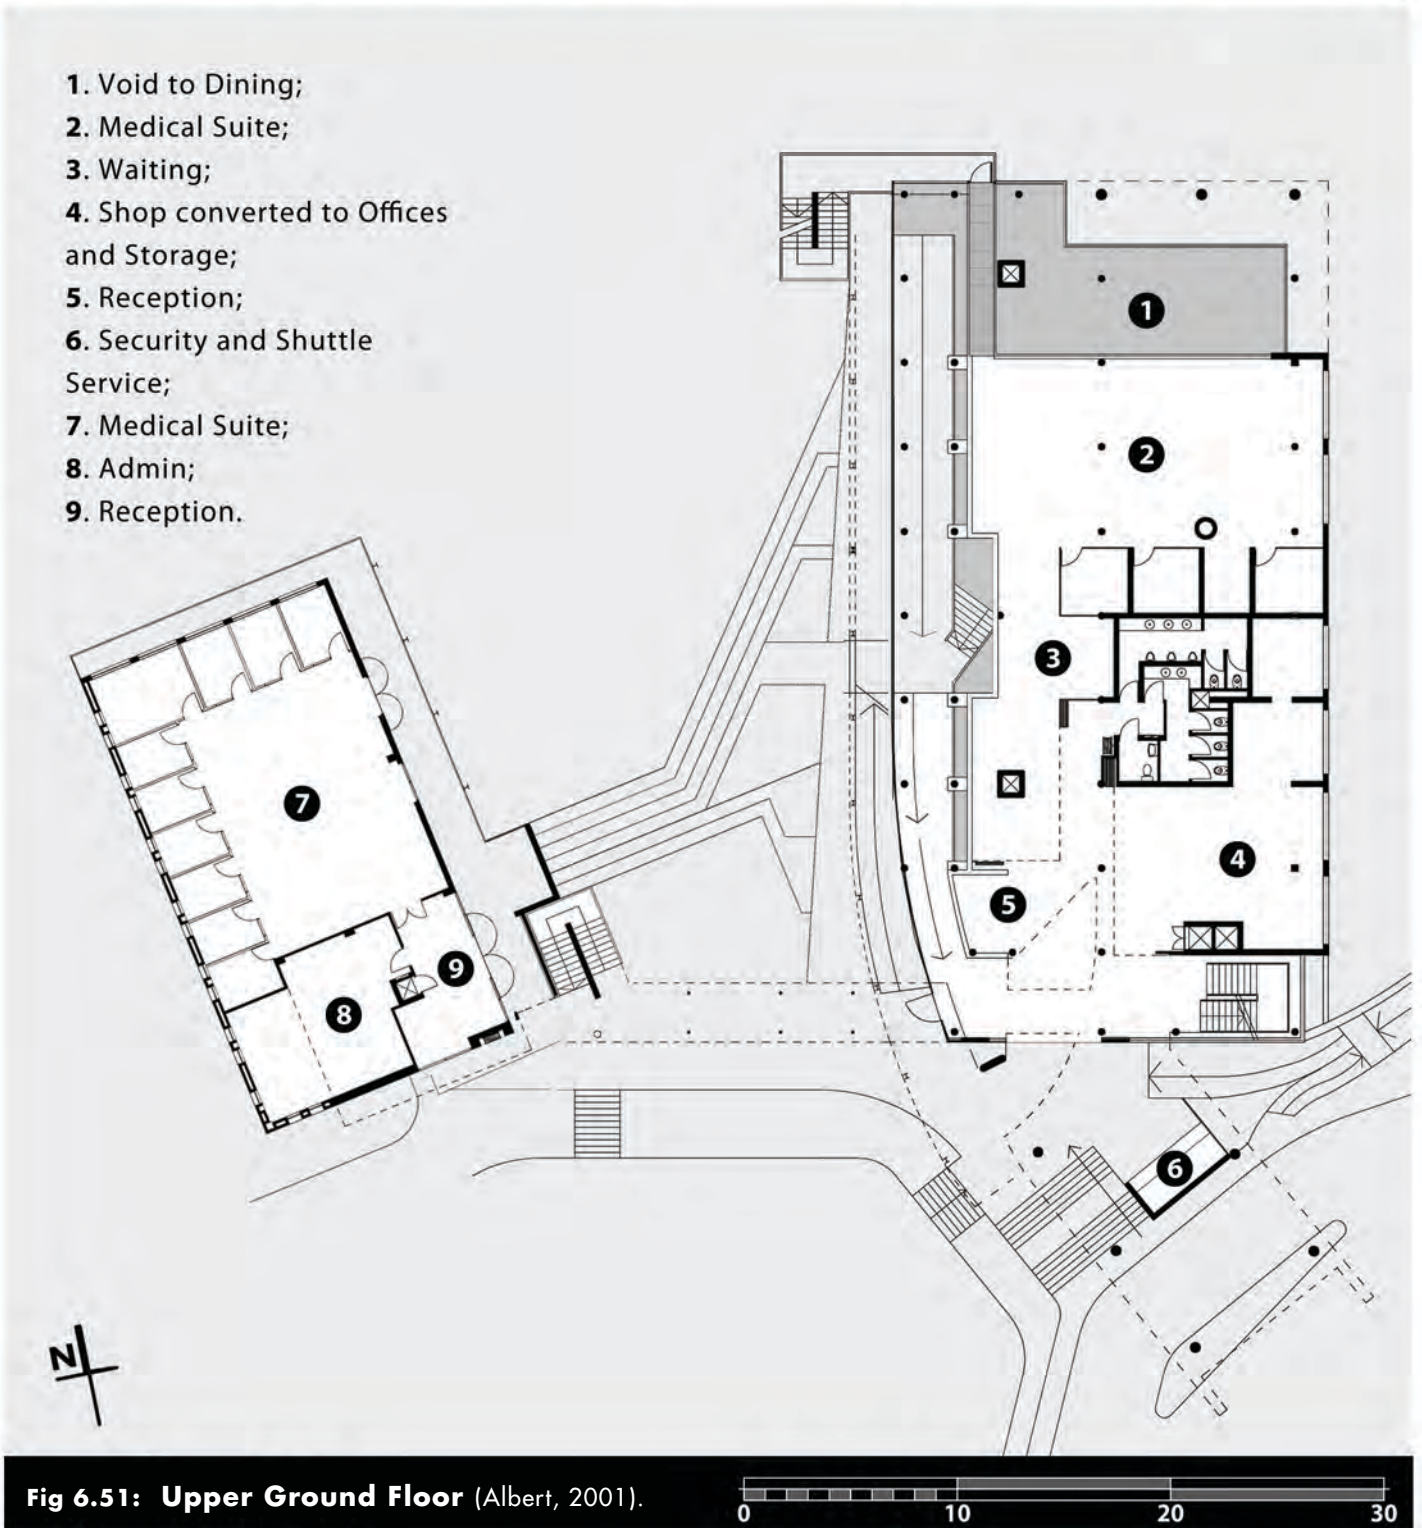 1. Void to Dining;
2. Medical Suite;
3. Waiting;
4. Shop converted to Offices
and Storage;
5. Reception;
6. Security and Shuttle
Service;
7. Medical Suite;
8. Admin;
9. Reception.
1
2
3
4
5
6
7
8
9
N
Fig 6.51: Upper Ground Floor (Albert, 2001).
0 10 20 30